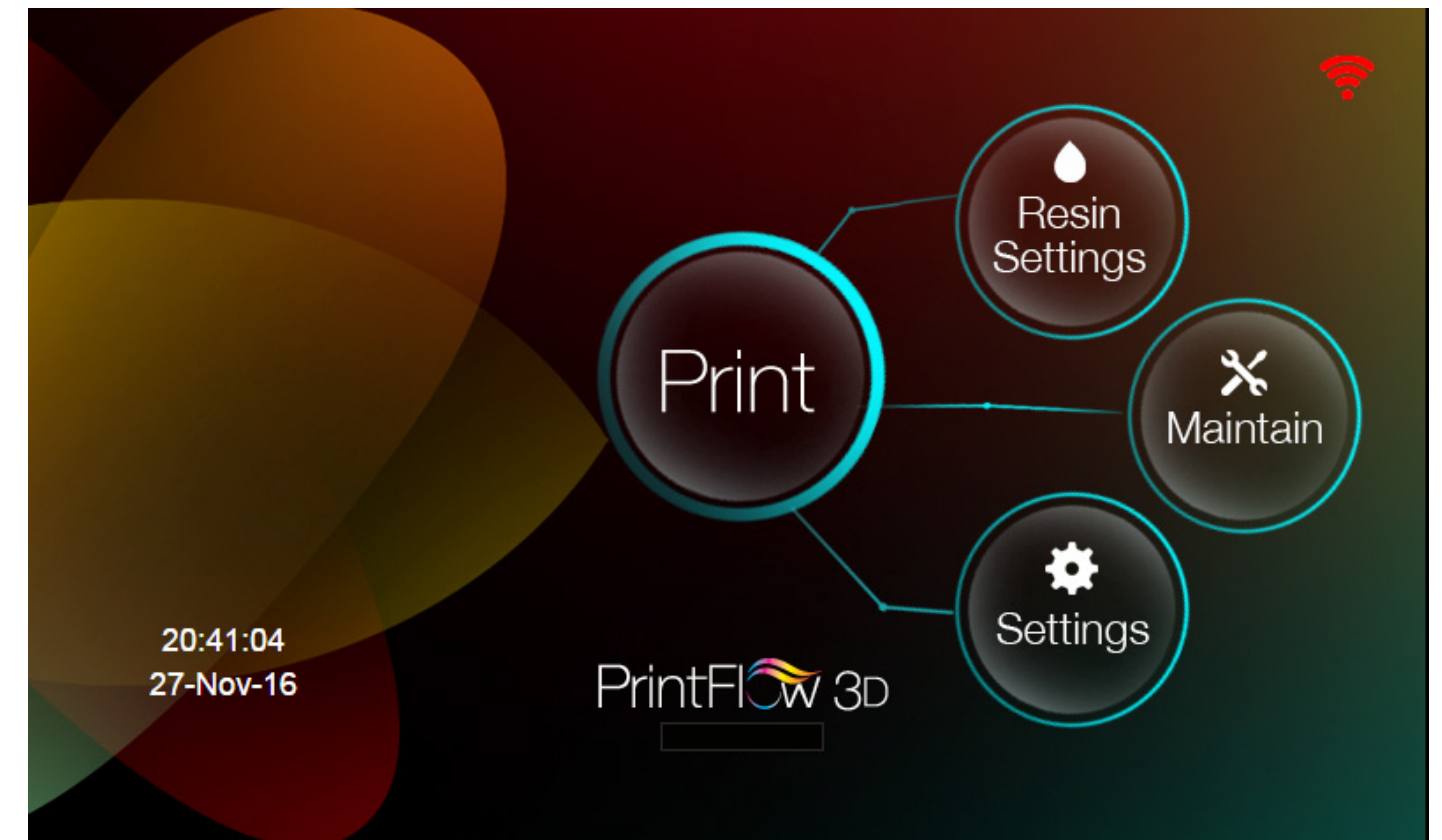 Resin
Settings
Print
Maintain
Settings
20:41:04
27-Nov-16
PrintFlow 3D